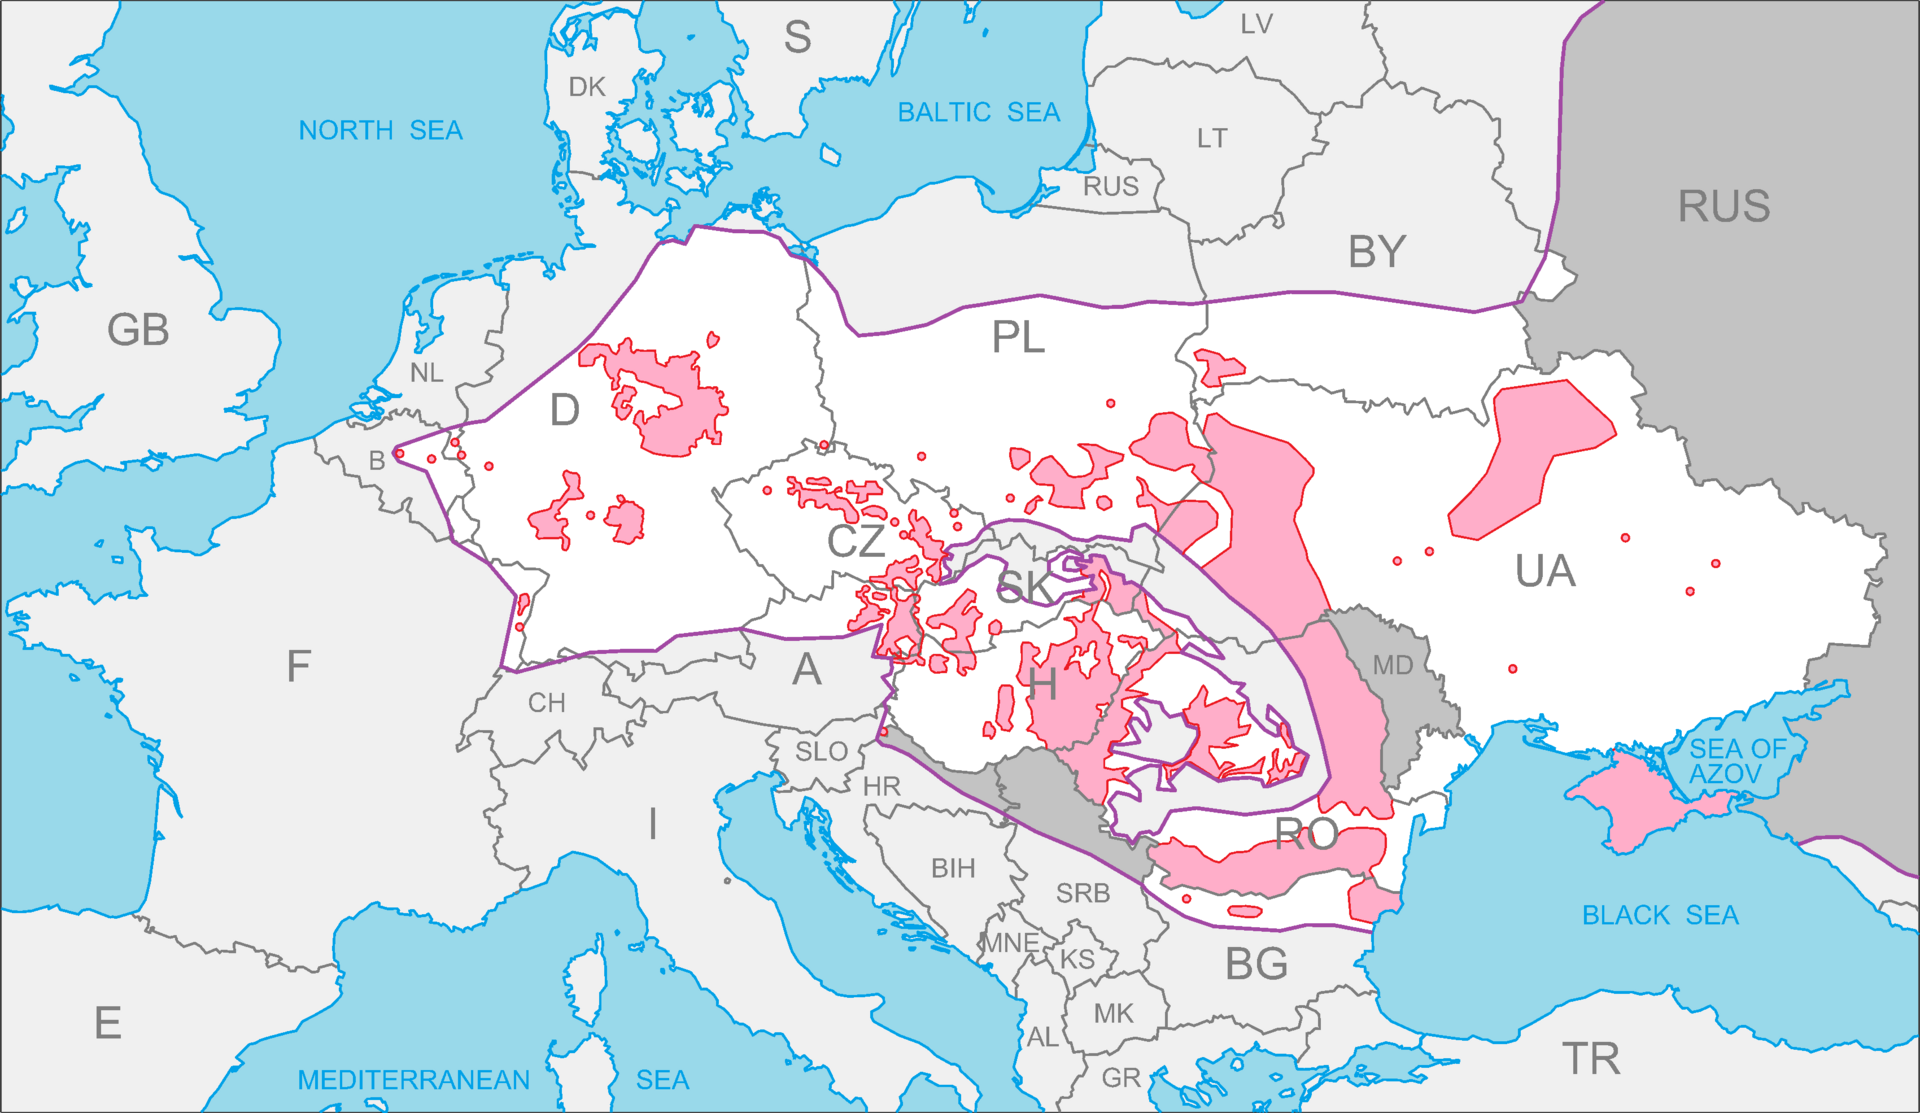 S
LV
DK
BALTIC SEA
NORTH SEA
LT
RUS
RUS
BY
GB
PL
NL
D
B
CZ
UA
SK
F
A
H
MD
CH
SLO
SEA OF
AZOV
HR
I
RO
BIH
SRB
BLACK SEA
MNE
KS
BG
E
MK
AL
TR
MEDITERRANEAN SEA
GR